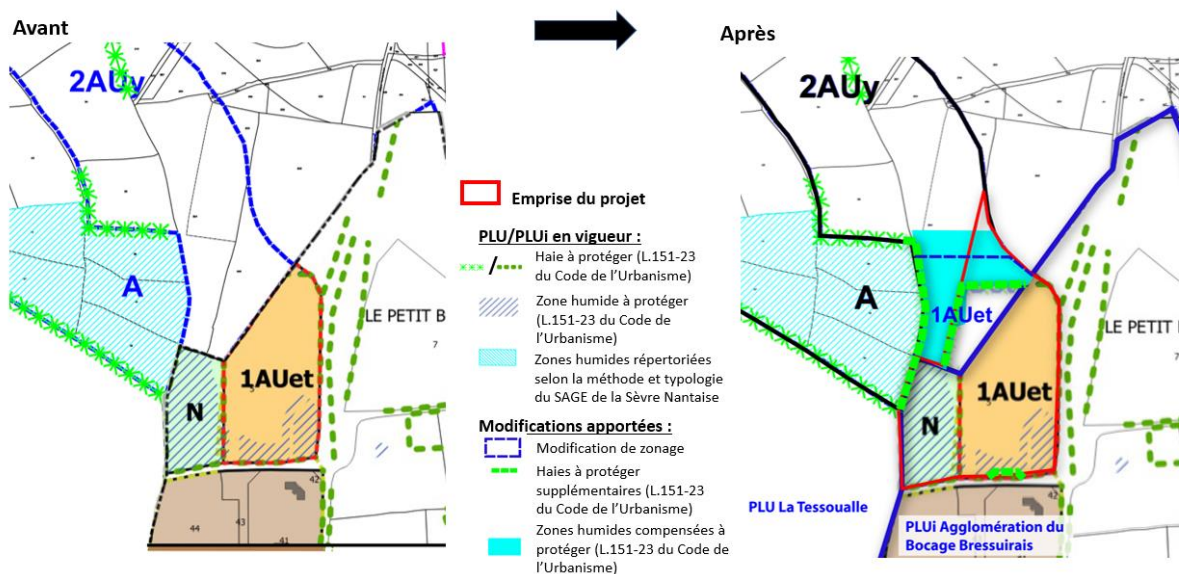 Avant
Après
2AUy
A
N
1AUet
LE PETIT B
7
5
42
44
43
41
Emprise du projet
PLU/PLUi en vigueur :
Haie à protéger (L.151-23
du Code de l'Urbanisme)
Zone humide à protéger
(L.151-23 du Code de
l'Urbanisme)
Zones humides répertoriées
selon la méthode et typologie
du SAGE de la Sèvre Nantaise
Modifications apportées :
Modification de zonage
Haies à protéger
supplémentaires (L.151-23
du Code de l'Urbanisme)
Zones humides compensées à
protéger (L.151-23 du Code de
l'Urbanisme)
2AUy
A
1AUet
LE PETIT
7
N
1AUet
5
42
PLU La Tessoualle
PLUi Agglomération du
Bocage Bressuirais